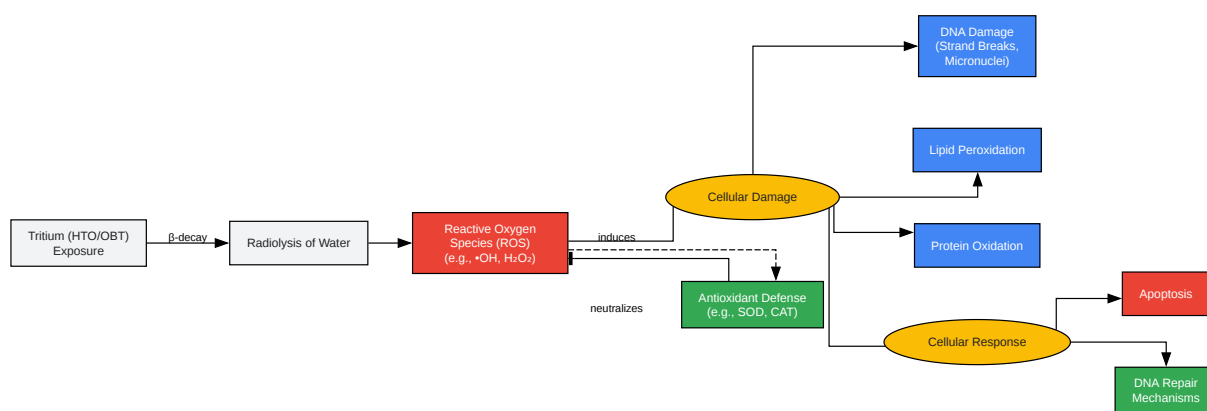 DNA Damage
(Strand Breaks,
Micronuclei)
Lipid Peroxidation
Cellular Damage
Tritium (HTO/OBT)
Exposure
β-decay
Radiolysis of Water
Reactive Oxygen
Species (ROS)
(e.g., •OH, H₂O₂)
induces
Protein Oxidation
neutralizes
Antioxidant Defense
(e.g., SOD, CAT)
Apoptosis
Cellular Response
DNA Repair
Mechanisms